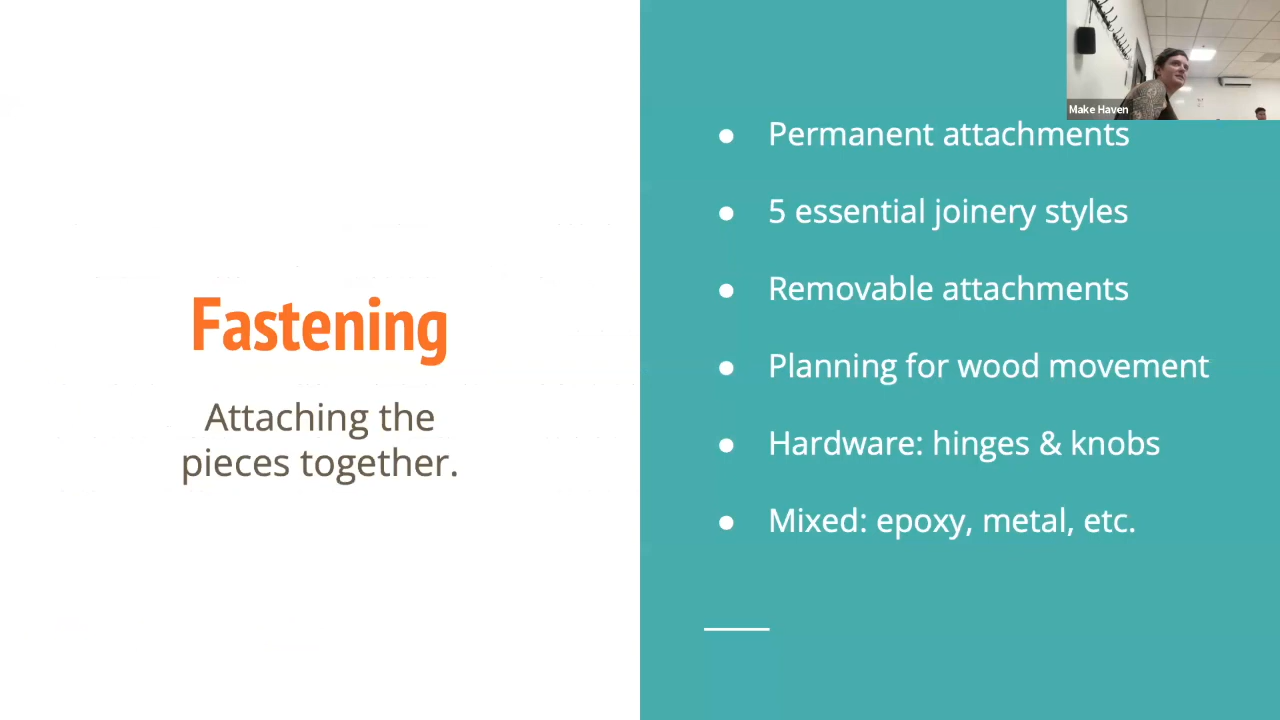 Fastening
Attaching the
pieces together.
Make Haven
● Permanent attachments
● 5 essential joinery styles
● Removable attachments
● Planning for wood movement
● Hardware: hinges & knobs
● Mixed: epoxy, metal, etc.